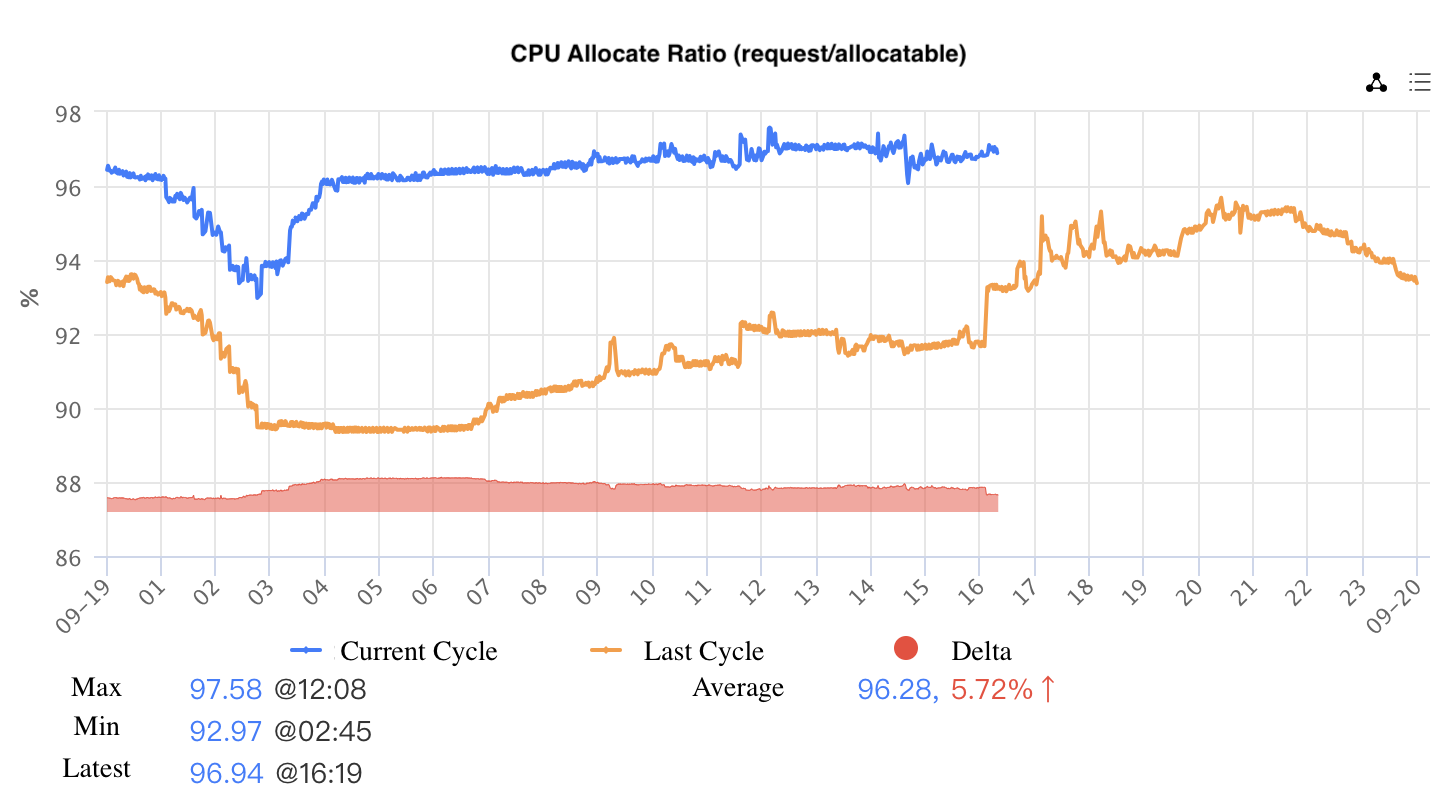 CPU Allocate Ratio (request/allocatable)
98
96
94
92
90
88
86
%
09-19 01 02 03 04 05 06 07 08 09 10 11 12 13 14 15 16 17 18 19 20 21 22 23 09-20
Current Cycle Last Cycle Delta
Max 97.58 @12:08 Average 96.28, 5.72% ↑
Min 92.97 @02:45
Latest 96.94 @16:19